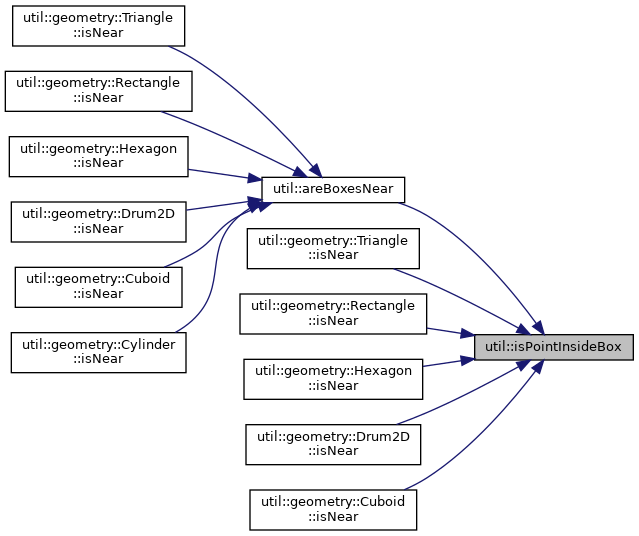 util::geometry::Triangle
::isNear
util::geometry::Rectangle
::isNear
util::geometry::Hexagon
::isNear
util::geometry::Drum2D
::isNear
util::geometry::Cuboid
::isNear
util::geometry::Cylinder
::isNear
util::areBoxesNear
util::geometry::Triangle
::isNear
util::geometry::Rectangle
::isNear
util::geometry::Hexagon
::isNear
util::geometry::Drum2D
::isNear
util::geometry::Cuboid
::isNear
util::isPointInsideBox